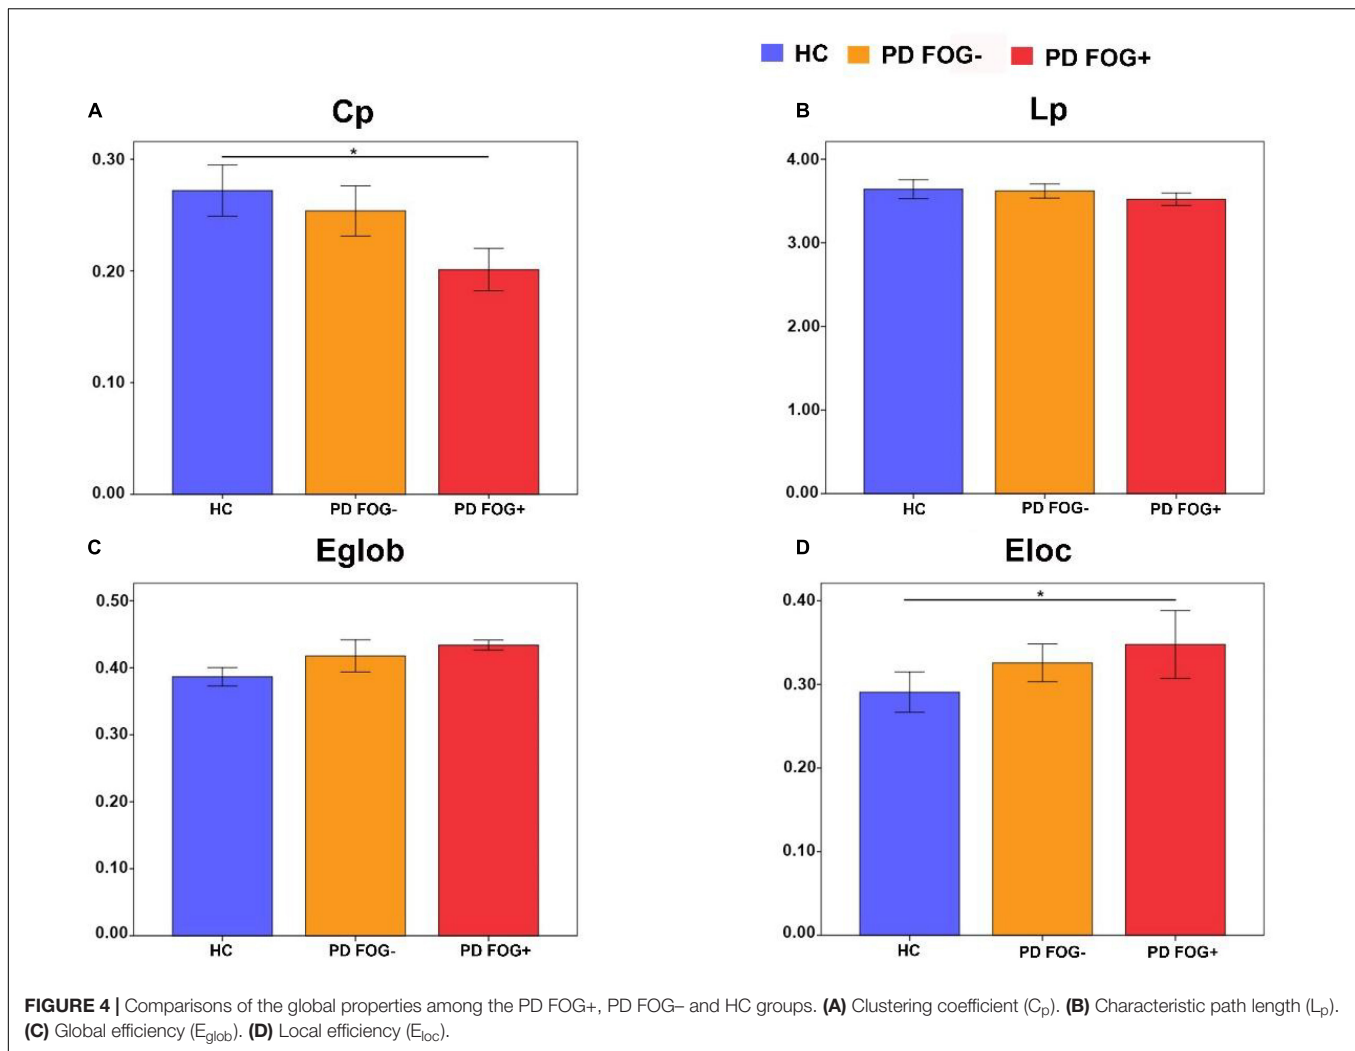 HC PD FOG- PD FOG+
A Cp
*
0.30
0.20
0.10
0.00
HC PD FOG- PD FOG+
B Lp
4.00
3.00
2.00
1.00
0.00
HC PD FOG- PD FOG+
C Eglob
0.50
0.40
0.30
0.20
0.10
0.00
HC PD FOG- PD FOG+
D Eloc
*
0.40
0.30
0.20
0.10
0.00
HC PD FOG- PD FOG+
FIGURE 4 | Comparisons of the global properties among the PD FOG+, PD FOG– and HC groups. (A) Clustering coefficient (Cp). (B) Characteristic path length (Lp).
(C) Global efficiency (Eglob). (D) Local efficiency (Eloc).